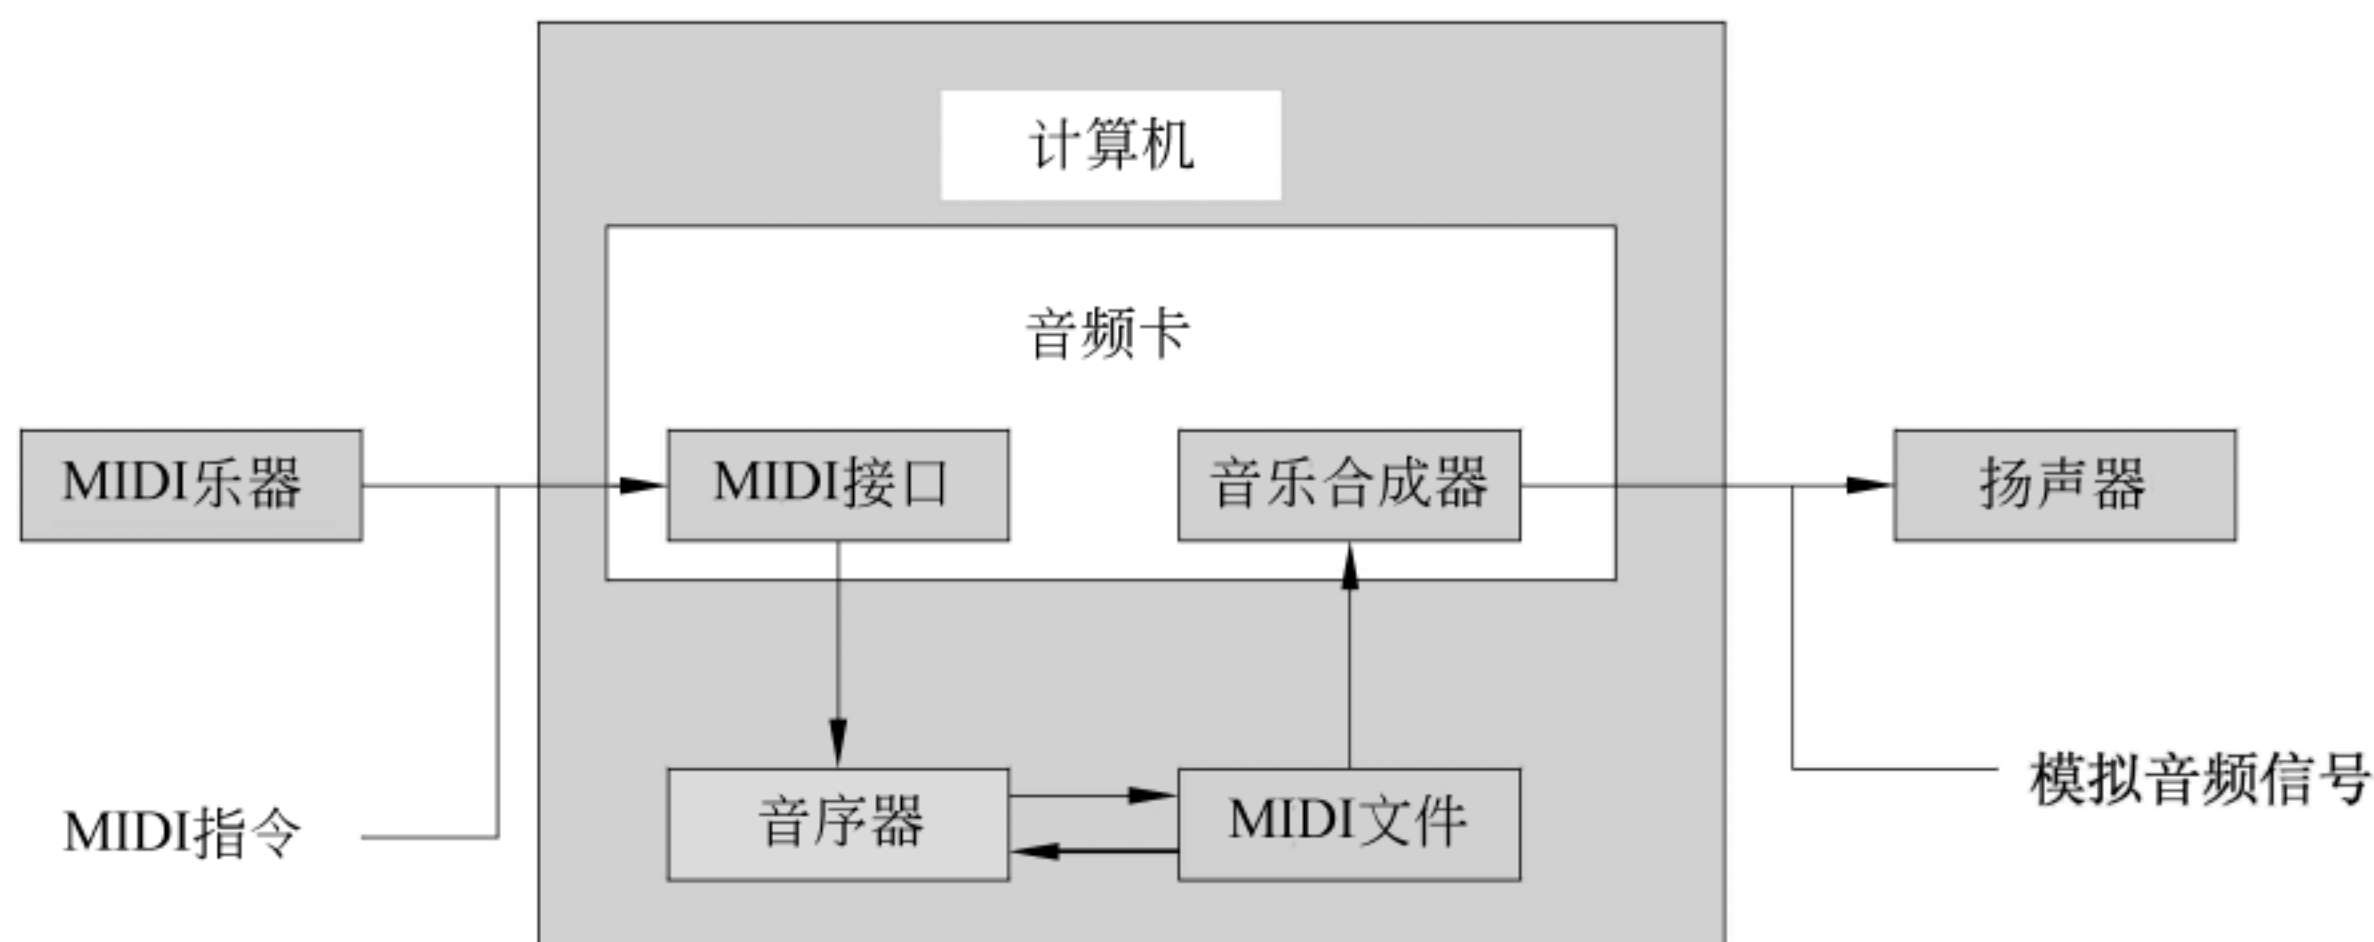 计算机
音频卡
MIDI乐器
MIDI接口
音乐合成器
扬声器
音序器
MIDI文件
MIDI指令
模拟音频信号